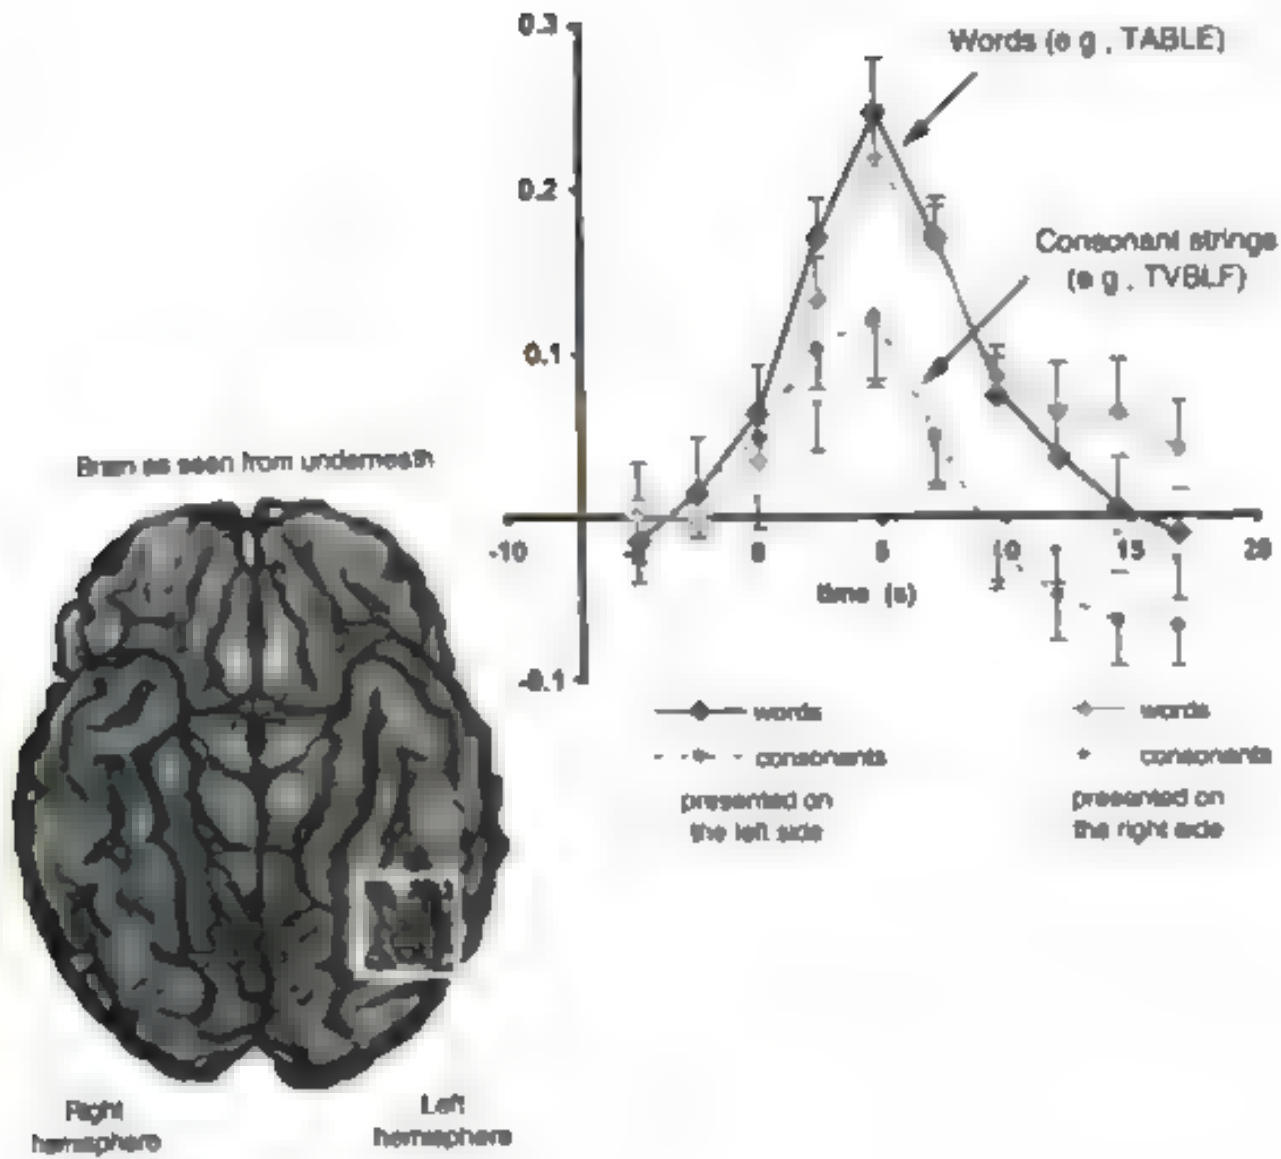 0.3
Words (e g , TABLE)
0.2
Consonant strings
(e g , TVBLF)
0.1
Brain as seen from underneath
-10
0
5
10
15
20
time (s)
-0.1
words
consonants
presented on
the left side
words
consonants
presented on
the right side
Right
hemisphere
Left
hemisphere